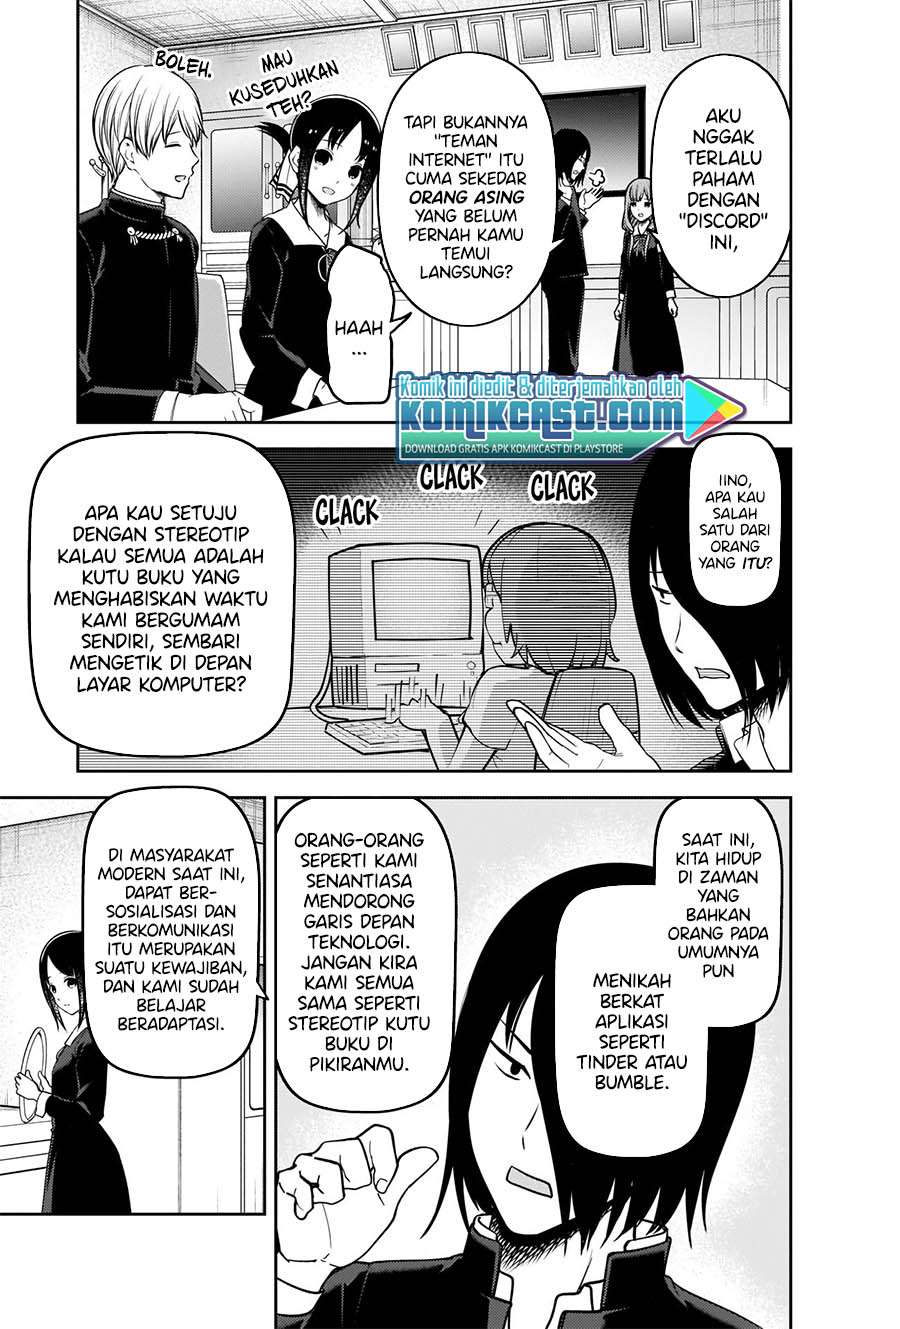 AKU
NGGAK
TERLALU
PAHAM
DENGAN
"DISCORD"
INI,
TAPI BUKANNYA
"TEMAN
INTERNET" ITU
CUMA SEKEDAR
ORANG ASING
YANG BELUM
PERNAH KAMU
TEMUI
LANGSUNG?
HAAH
...
MAU
KUSEDUHKAN
TEH?
BOLEH.
Komik ini diedit & diterjemahkan oleh
KOMIKCAST.COM
DOWNLOAD GRATIS APK KOMIKCAST DI PLAYSTORE
IINO,
APA KAU
SALAH
SATU DARI
ORANG
YANG ITU?
CLACK
CLACK
CLACK
APA KAU SETUJU
DENGAN STEREOTIP
KALAU SEMUA ADALAH
KUTU BUKU YANG
MENGHABISKAN WAKTU
KAMI BERGUMAM
SENDIRI, SEMBARI
MENGETIK DI DEPAN
LAYAR KOMPUTER?
SAAT INI,
KITA HIDUP
DI ZAMAN
YANG
BAHKAN
ORANG PADA
UMUMNYA
PUN
MENIKAH
BERKAT
APLIKASI
SEPERTI
TINDER ATAU
BUMBLE.
ORANG-ORANG
SEPERTI KAMI
SENANTIASA
MENDORONG
GARIS DEPAN
TEKNOLOGI.
JANGAN KIRA
KAMI SEMUA
SAMA SEPERTI
STEREOTIP KUTU
BUKU DI
PIKIRANMU.
DI MASYARAKAT
MODERN SAAT INI,
DAPAT BER-
SOSIALISASI DAN
BERKOMUNIKASI
ITU MERUPAKAN
SUATU KEWAJIBAN,
DAN KAMI SUDAH
BELAJAR
BERADAPTASI.